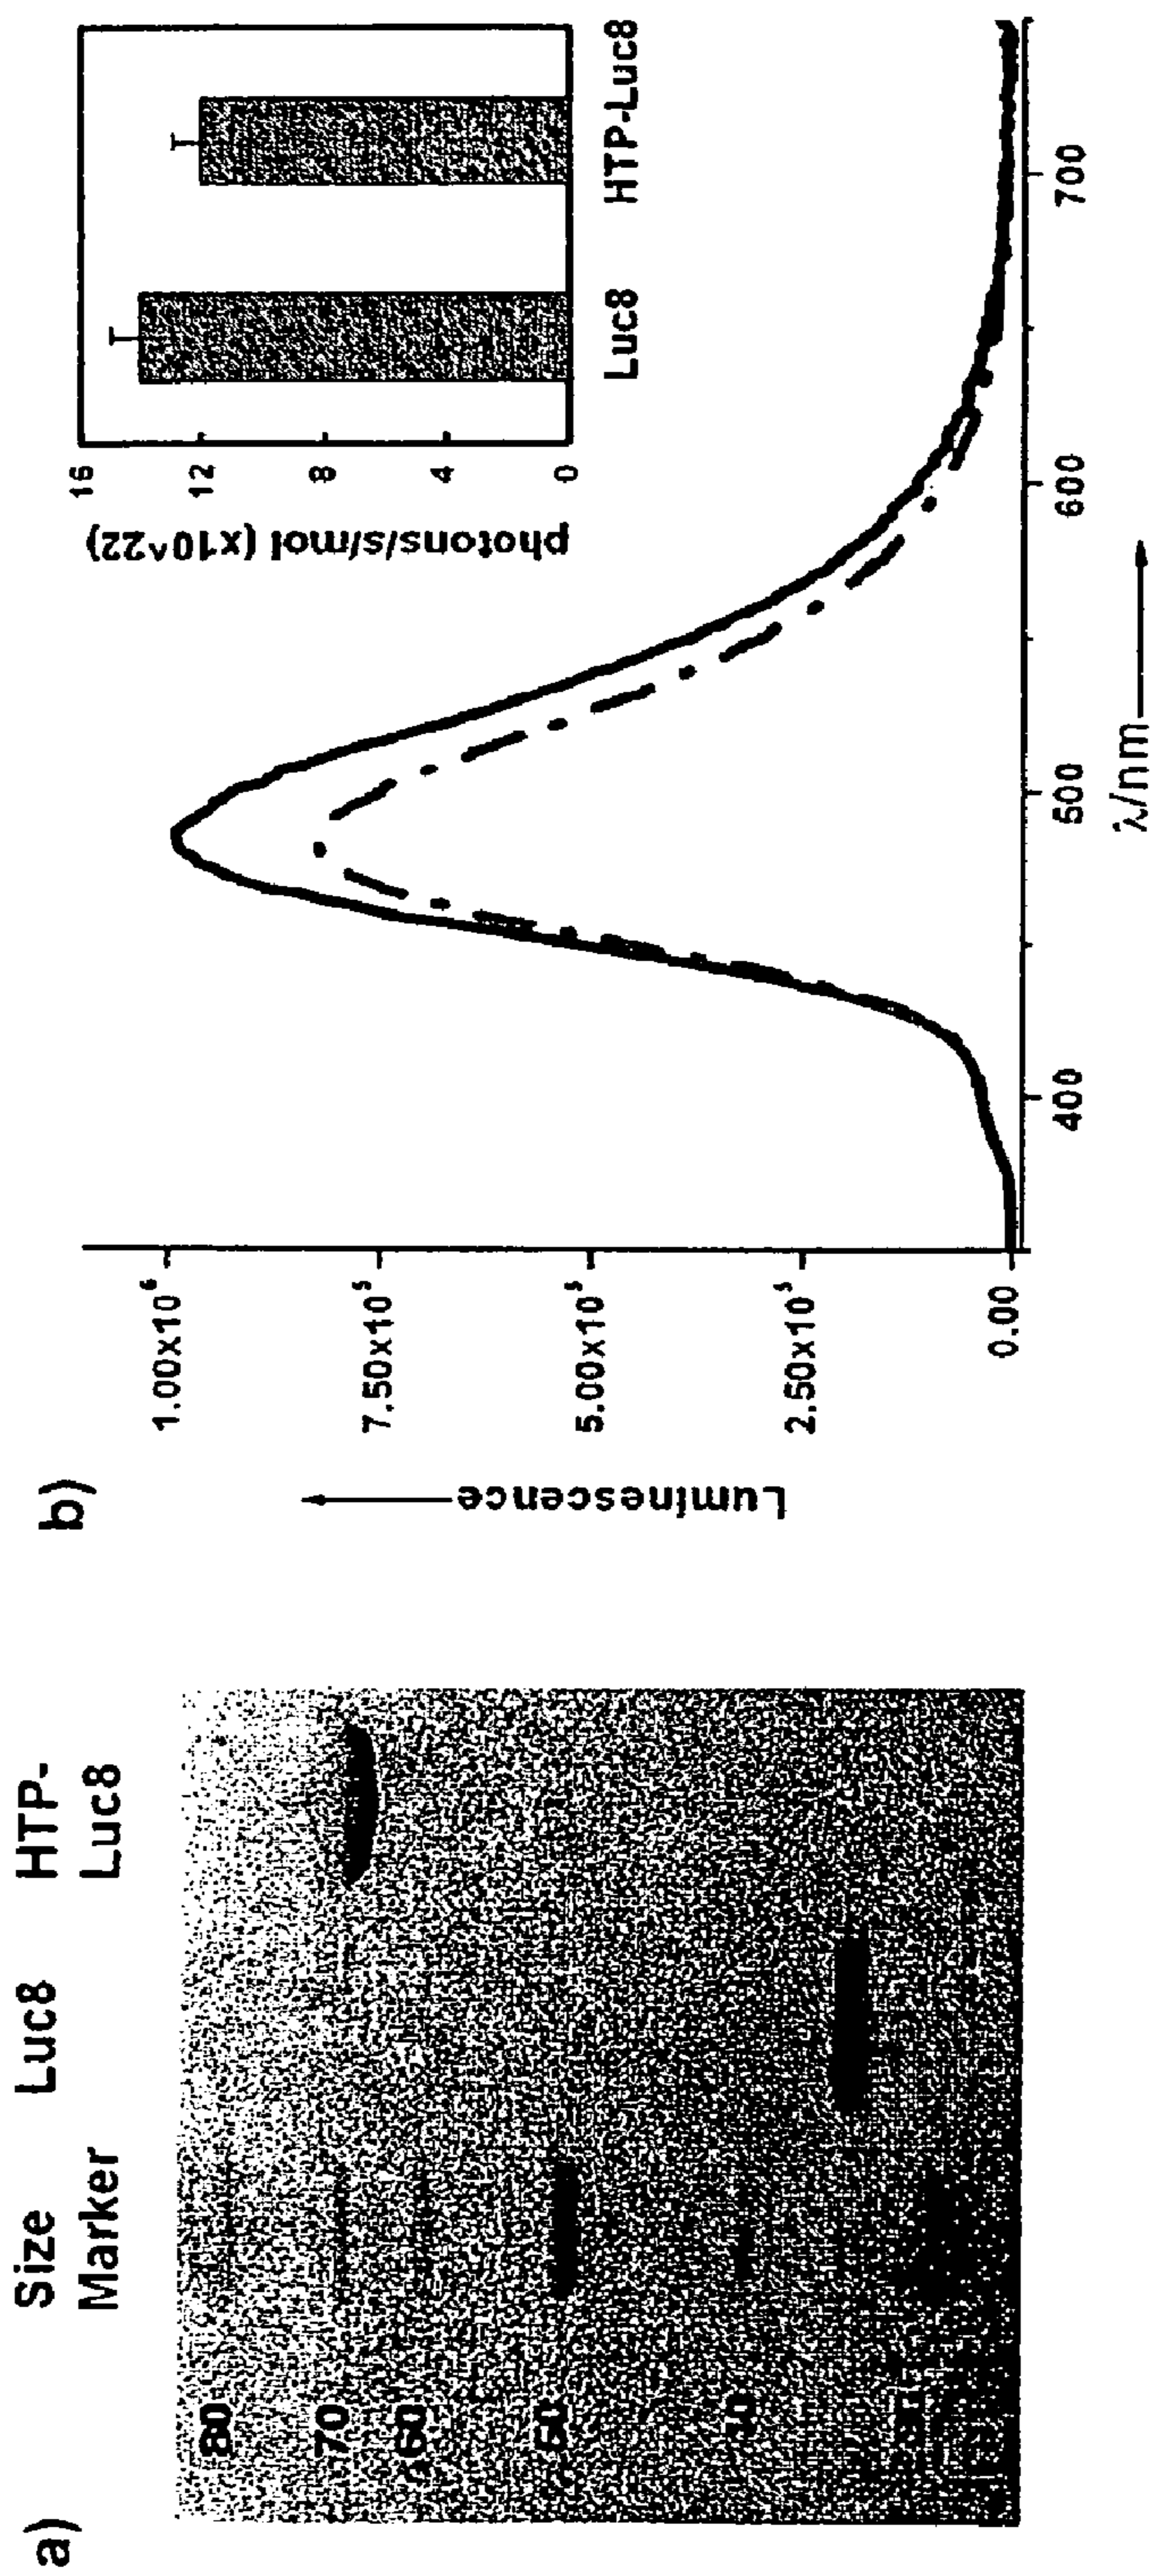 a)
Size Marker
Luc8
HTP-Luc8
80
70
60
50
40
b)
Luminescence
1.00x10⁶
7.50x10⁵
5.00x10⁵
2.50x10⁵
0.00
400
500
600
700
λ/nm
photons/s/mol (x10^22)
16
12
8
4
0
Luc8
HTP-Luc8